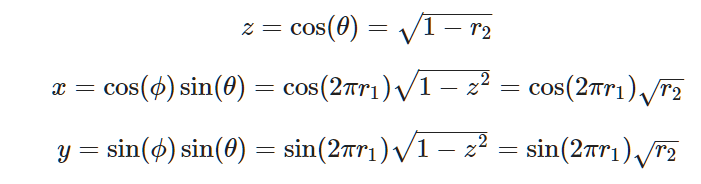 z = cos(θ) = √(1 − r₂)
x = cos(ϕ) sin(θ) = cos(2πr₁)√(1 − z²) = cos(2πr₁)√r₂
y = sin(ϕ) sin(θ) = sin(2πr₁)√(1 − z²) = sin(2πr₁)√r₂